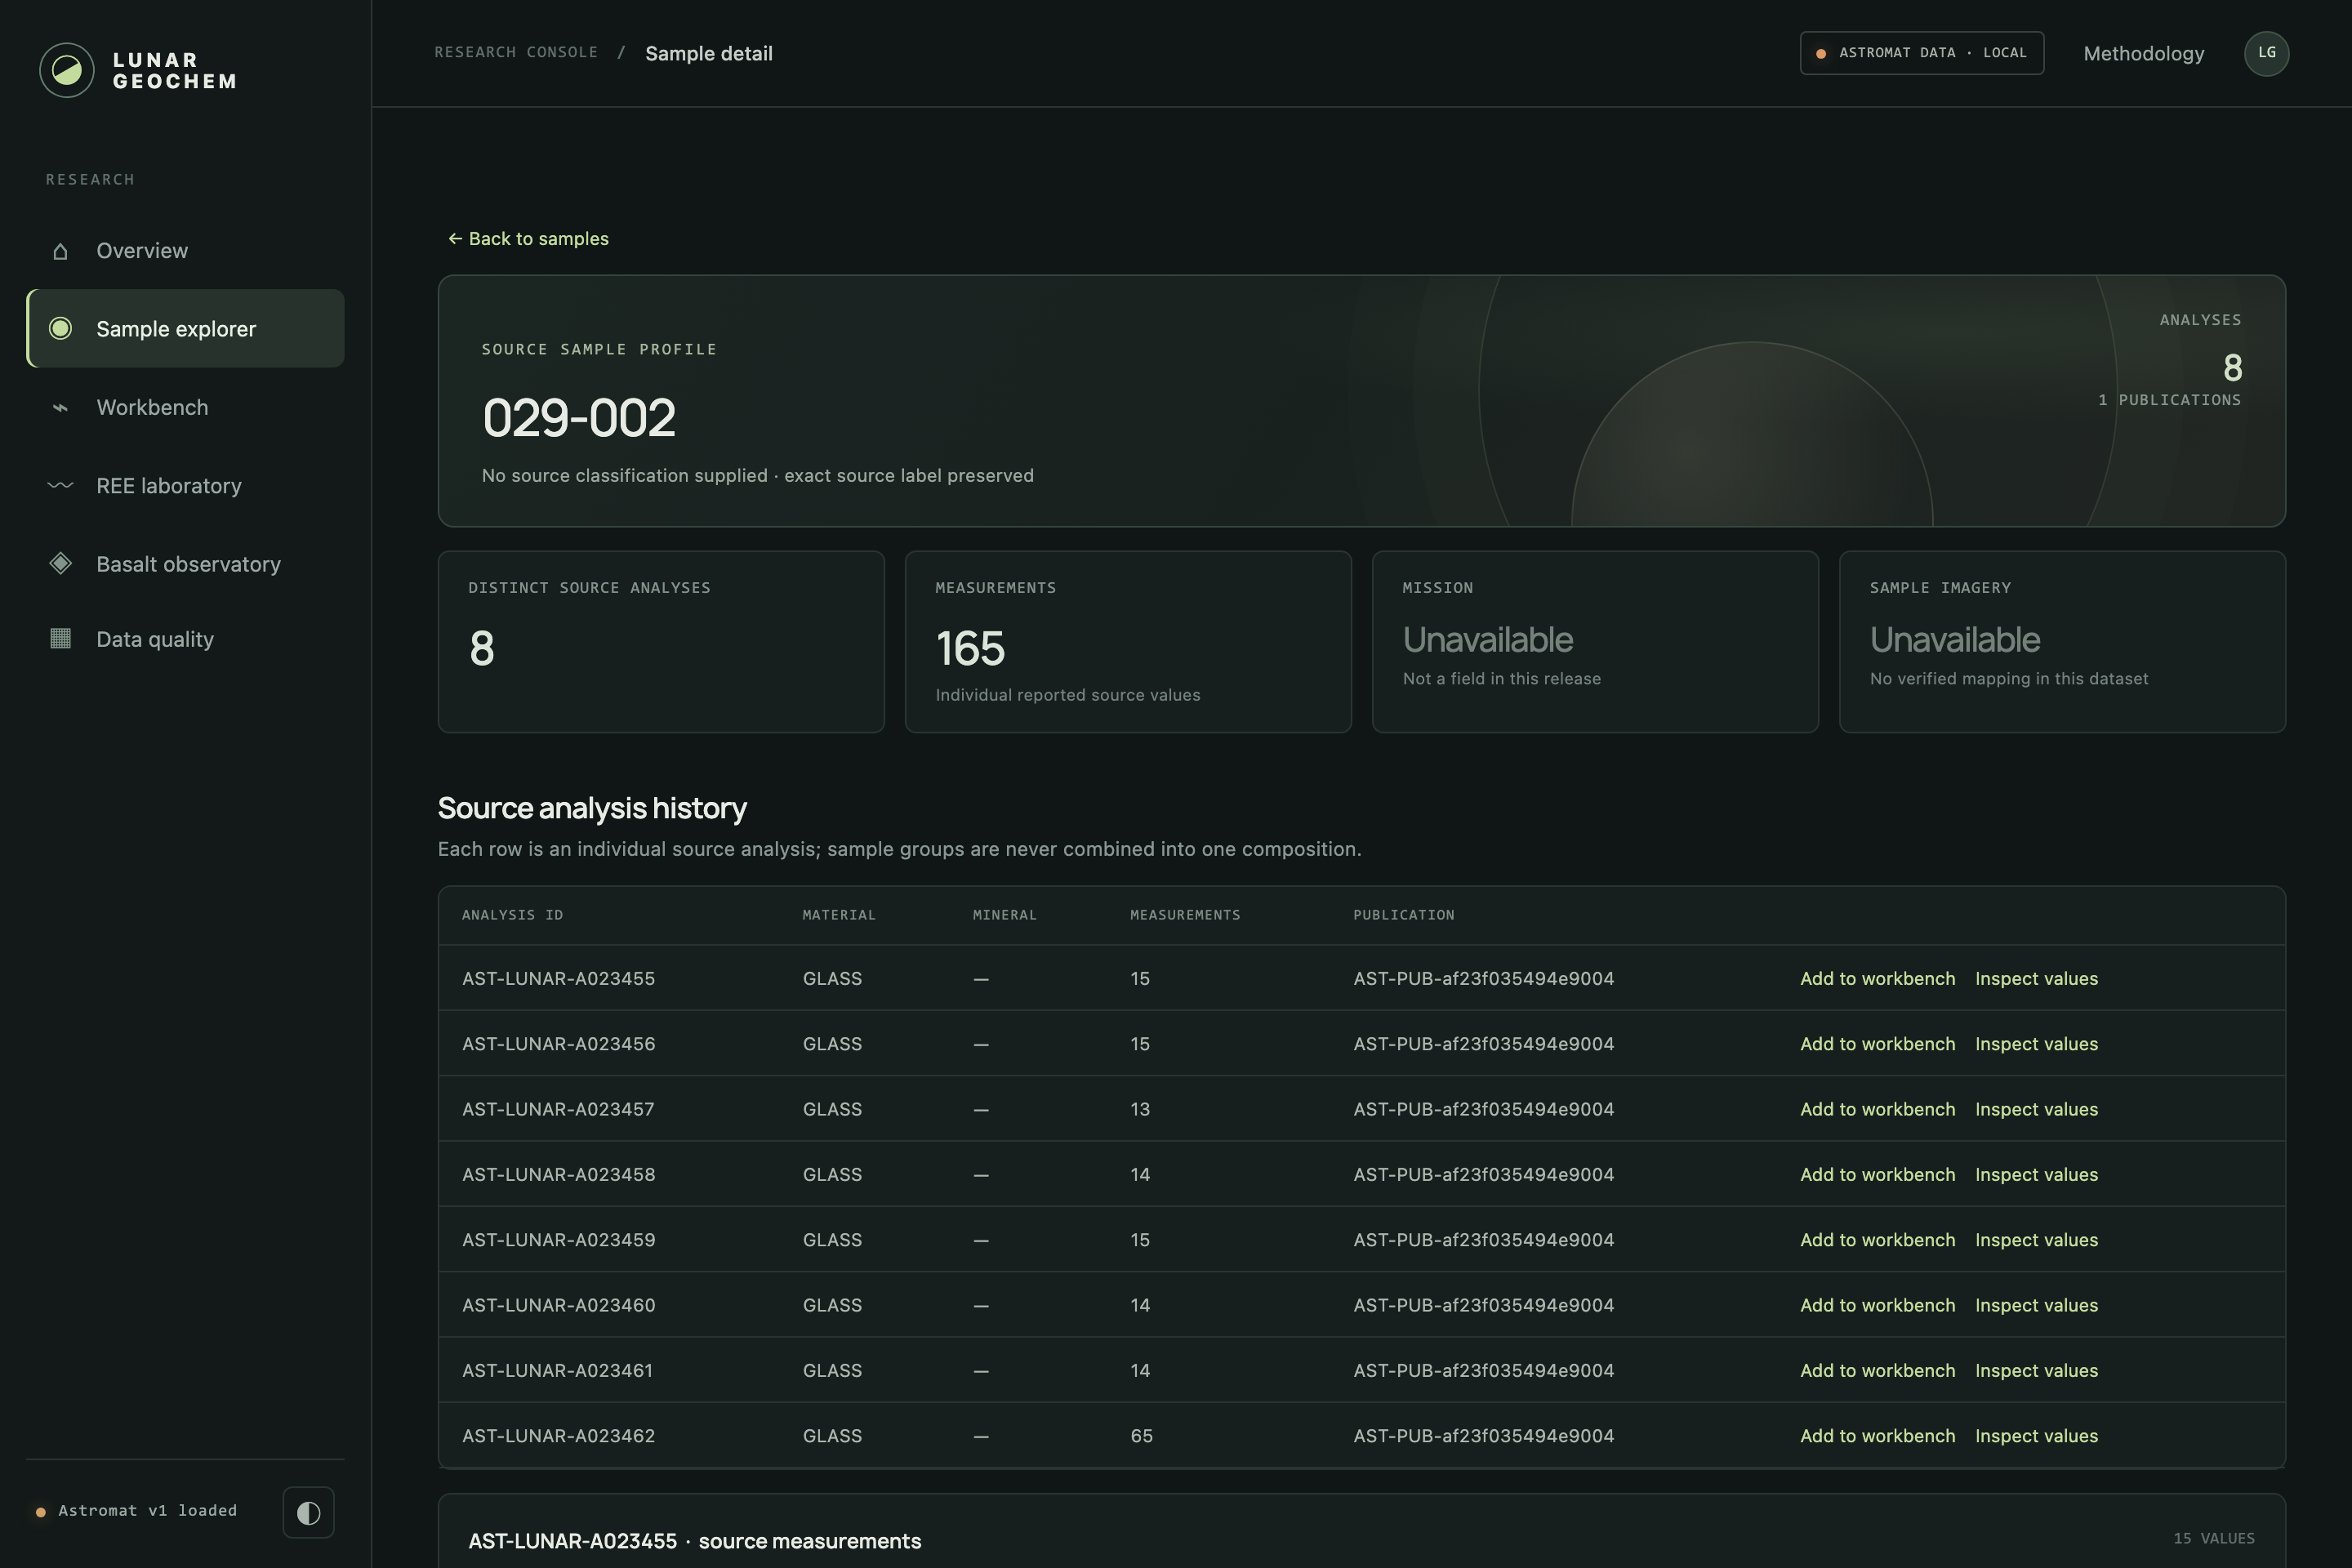 LUNAR
GEOCHEM
RESEARCH
Overview
Sample explorer
Workbench
REE laboratory
Basalt observatory
Data quality
Astromat v1 loaded
RESEARCH CONSOLE / Sample detail
ASTROMAT DATA · LOCAL
Methodology
LG
← Back to samples
SOURCE SAMPLE PROFILE
029-002
No source classification supplied · exact source label preserved
ANALYSES
8
1 PUBLICATIONS
DISTINCT SOURCE ANALYSES
8
MEASUREMENTS
165
Individual reported source values
MISSION
Unavailable
Not a field in this release
SAMPLE IMAGERY
Unavailable
No verified mapping in this dataset
Source analysis history
Each row is an individual source analysis; sample groups are never combined into one composition.
ANALYSIS ID MATERIAL MINERAL MEASUREMENTS PUBLICATION
AST-LUNAR-A023455 GLASS — 15 AST-PUB-af23f035494e9004 Add to workbench Inspect values
AST-LUNAR-A023456 GLASS — 15 AST-PUB-af23f035494e9004 Add to workbench Inspect values
AST-LUNAR-A023457 GLASS — 13 AST-PUB-af23f035494e9004 Add to workbench Inspect values
AST-LUNAR-A023458 GLASS — 14 AST-PUB-af23f035494e9004 Add to workbench Inspect values
AST-LUNAR-A023459 GLASS — 15 AST-PUB-af23f035494e9004 Add to workbench Inspect values
AST-LUNAR-A023460 GLASS — 14 AST-PUB-af23f035494e9004 Add to workbench Inspect values
AST-LUNAR-A023461 GLASS — 14 AST-PUB-af23f035494e9004 Add to workbench Inspect values
AST-LUNAR-A023462 GLASS — 65 AST-PUB-af23f035494e9004 Add to workbench Inspect values
AST-LUNAR-A023455 · source measurements
15 VALUES